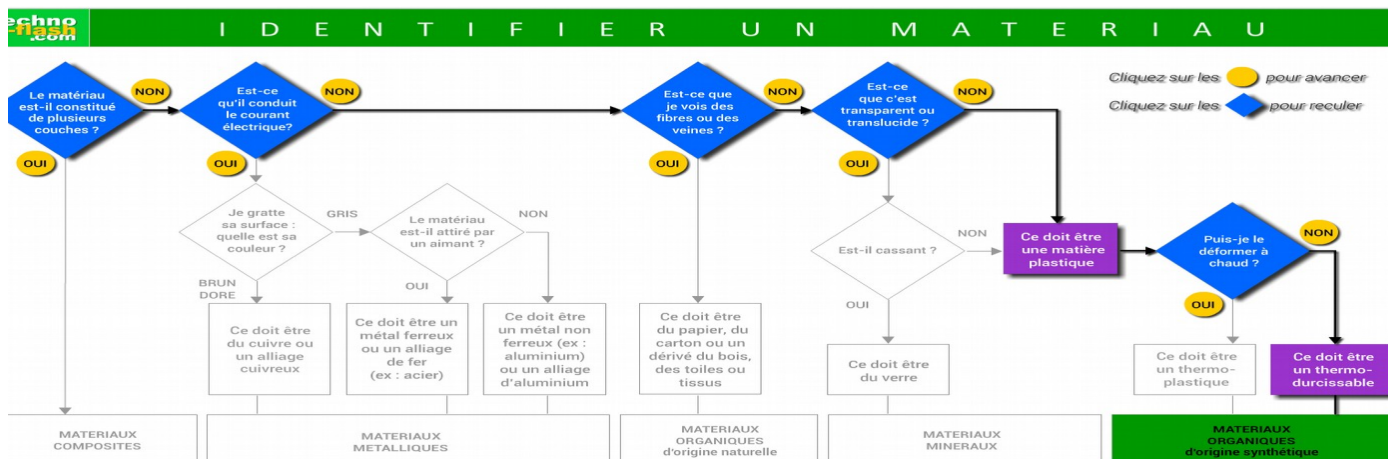 techno
-flash
.com
IDENTIFIER UN MATERIAU
Cliquez sur les pour avancer
Cliquez sur les pour reculer
Le matériau
est-il constitué
de plusieurs
couches ?
NON
OUI
Est-ce
qu'il conduit
le courant
électrique?
NON
OUI
Est-ce que
je vois des
fibres ou des
veines ?
NON
OUI
Est-ce
que c'est
transparent ou
translucide ?
NON
OUI
Je gratte
sa surface :
quelle est sa
couleur ?
GRIS
BRUN
DORE
Le matériau
est-il attiré par
un aimant ?
NON
OUI
Est-il cassant ?
NON
OUI
Ce doit être
une matière
plastique
Puis-je le
déformer à
chaud ?
NON
OUI
Ce doit être
du cuivre ou
un alliage
cuivreux
Ce doit être un
métal ferreux
ou un alliage
de fer
(ex : acier)
Ce doit être
un métal non
ferreux (ex :
aluminium)
ou un alliage
d'aluminium
Ce doit être
du papier, du
carton ou un
dérivé du bois,
des toiles ou
tissus
Ce doit être
du verre
Ce doit être
un thermo-
plastique
Ce doit être
un thermo-
durcissable
MATERIAUX
COMPOSITES
MATERIAUX
METALLIQUES
MATERIAUX
ORGANIQUES
d'origine naturelle
MATERIAUX
MINERAUX
MATERIAUX
ORGANIQUES
d'origine synthétique